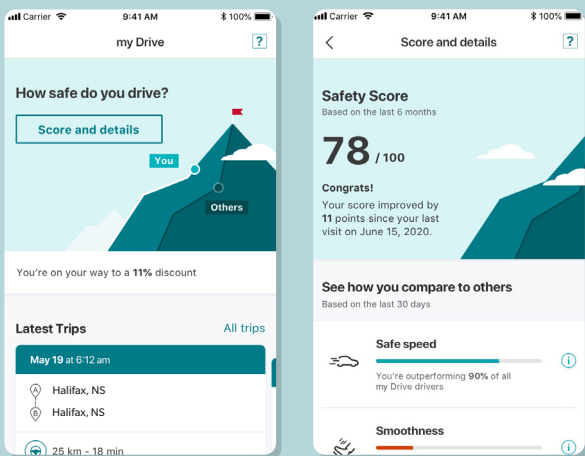 Carrier 9:41 AM 100%
my Drive ?
How safe do you drive?
Score and details
You
Others
You're on your way to a 11% discount
Latest Trips All trips
May 19 at 6:12 am
A Halifax, NS
B Halifax, NS
25 km - 18 min
Carrier 9:41 AM 100%
Score and details ?
Safety Score
Based on the last 6 months
78 / 100
Congrats!
Your score improved by
11 points since your last
visit on June 15, 2020.
See how you compare to others
Based on the last 30 days
Safe speed
You're outperforming 90% of all
my Drive drivers
Smoothness